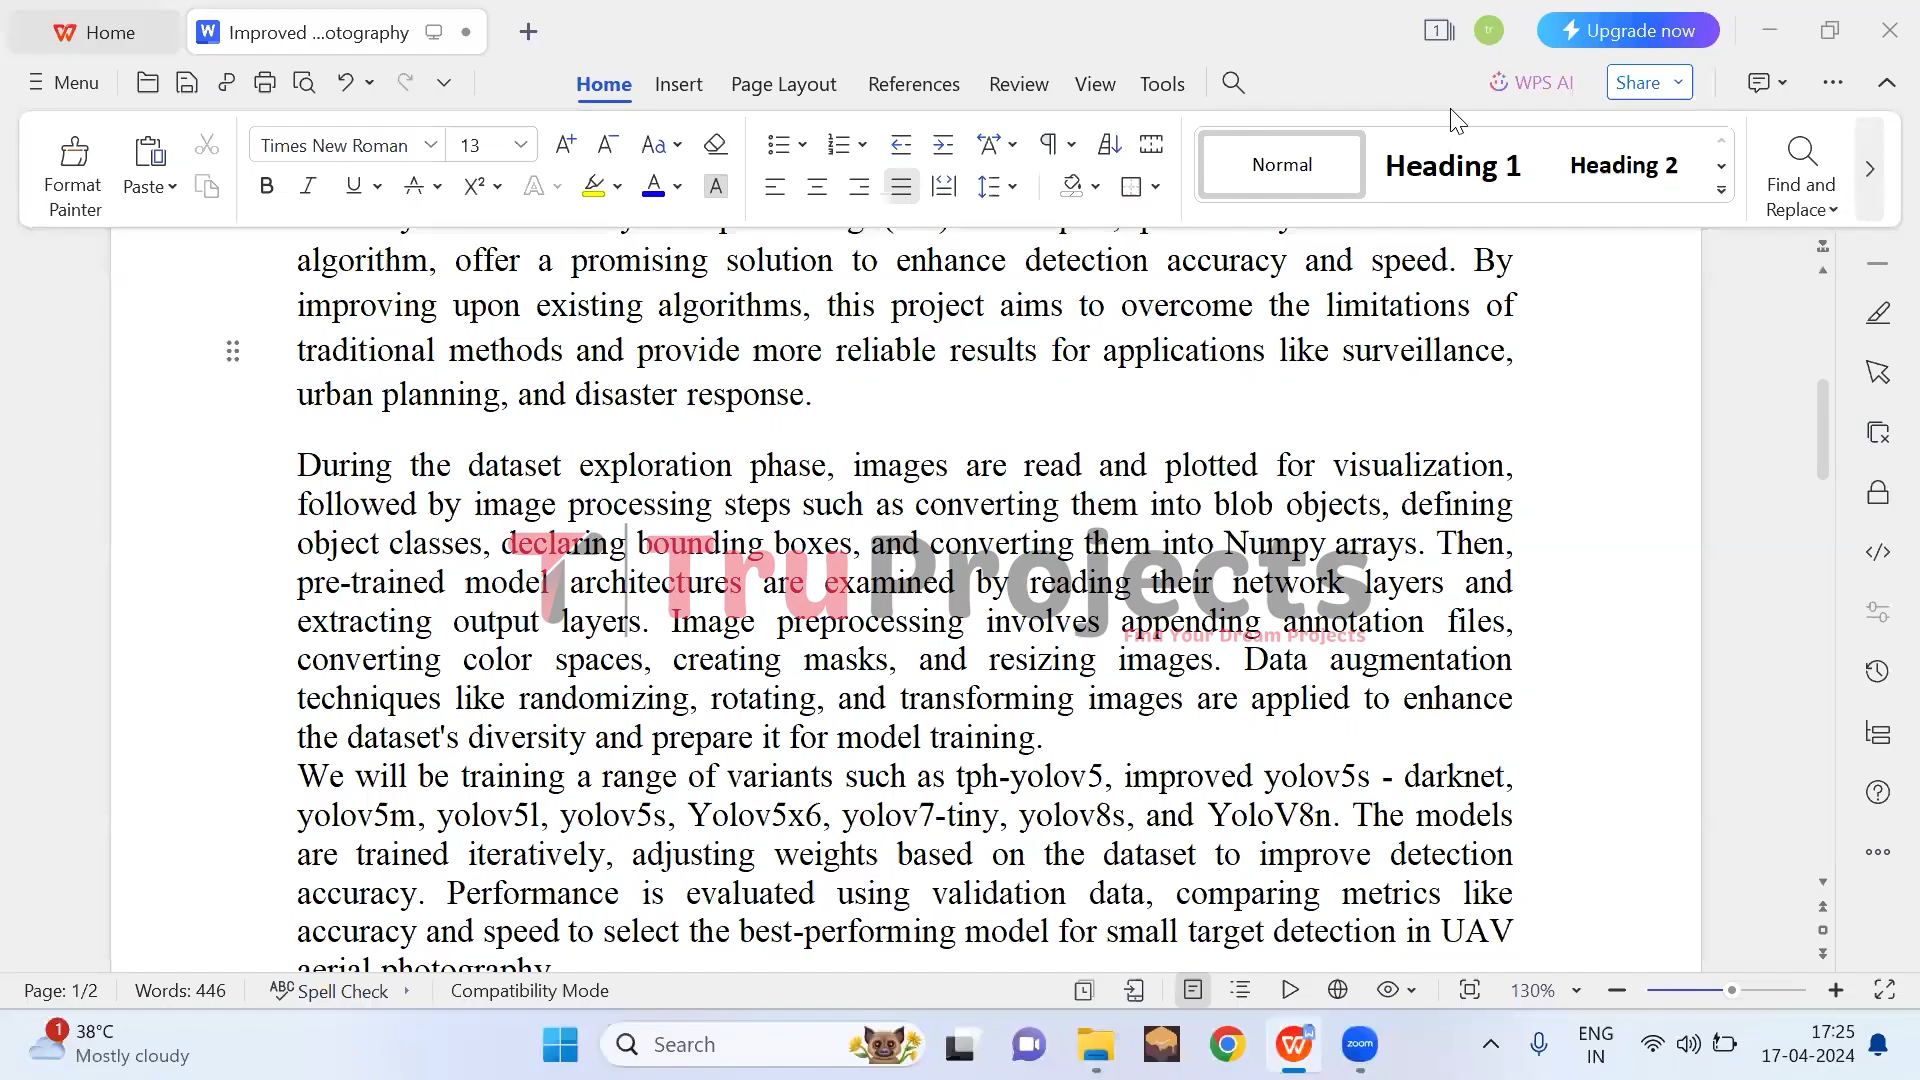 Home
Improved ...otography
1
tr
Upgrade now
Menu
Home
Insert
Page Layout
References
Review
View
Tools
WPS AI
Share
Format
Painter
Paste
Times New Roman
13
A+
A-
Aa
B
I
U
A
X²
A
A
A
Normal
Heading 1
Heading 2
Find and
Replace
algorithm, offer a promising solution to enhance detection accuracy and speed. By
improving upon existing algorithms, this project aims to overcome the limitations of
traditional methods and provide more reliable results for applications like surveillance,
urban planning, and disaster response.
During the dataset exploration phase, images are read and plotted for visualization,
followed by image processing steps such as converting them into blob objects, defining
object classes, declaring bounding boxes, and converting them into Numpy arrays. Then,
pre-trained model architectures are examined by reading their network layers and
extracting output layers. Image preprocessing involves appending annotation files,
converting color spaces, creating masks, and resizing images. Data augmentation
techniques like randomizing, rotating, and transforming images are applied to enhance
the dataset's diversity and prepare it for model training.
We will be training a range of variants such as tph-yolov5, improved yolov5s - darknet,
yolov5m, yolov5l, yolov5s, Yolov5x6, yolov7-tiny, yolov8s, and YoloV8n. The models
are trained iteratively, adjusting weights based on the dataset to improve detection
accuracy. Performance is evaluated using validation data, comparing metrics like
accuracy and speed to select the best-performing model for small target detection in UAV
aerial photography.
TruProjects
Find Your Dream Projects
Page: 1/2
Words: 446
Spell Check
Compatibility Mode
130%
1
38°C
Mostly cloudy
Search
zoom
ENG
IN
17:25
17-04-2024